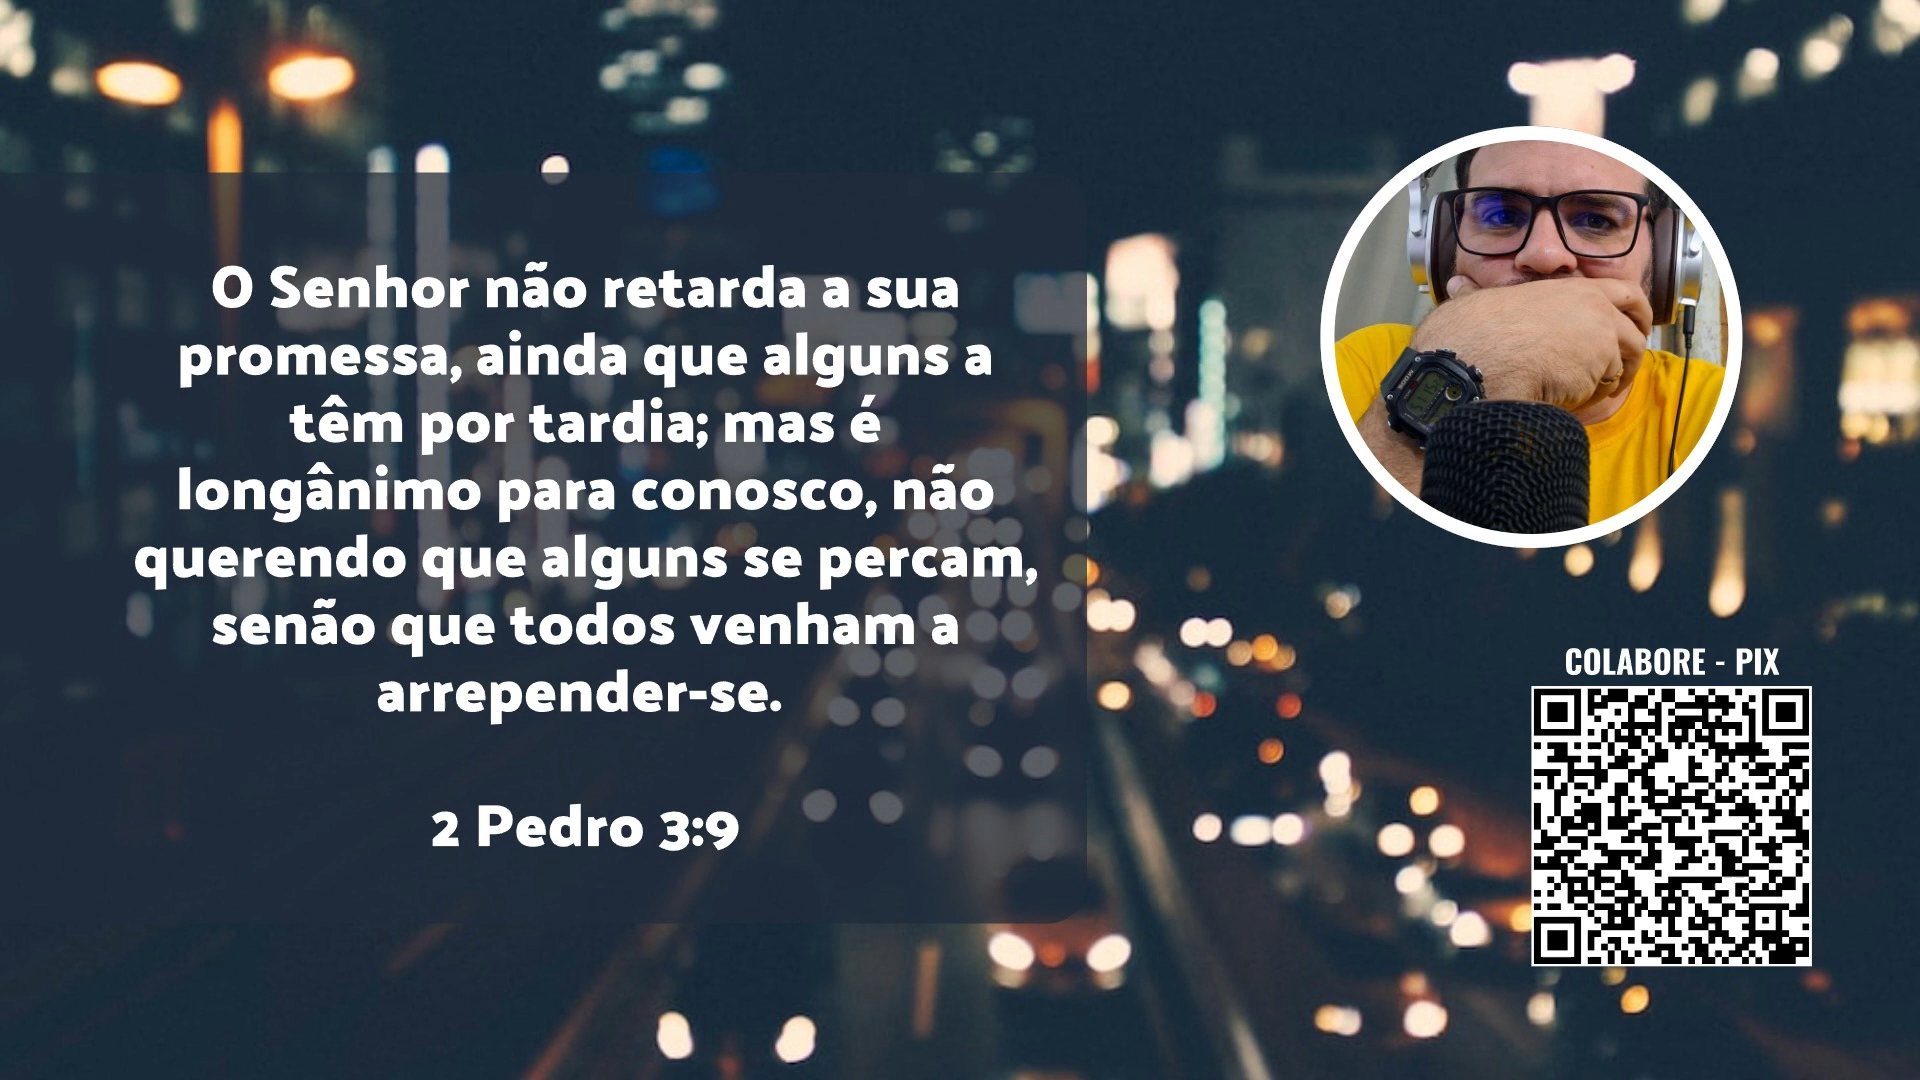 O Senhor não retarda a sua
promessa, ainda que alguns a
têm por tardia; mas é
longânimo para conosco, não
querendo que alguns se percam,
senão que todos venham a
arrepender-se.
2 Pedro 3:9
COLABORE - PIX